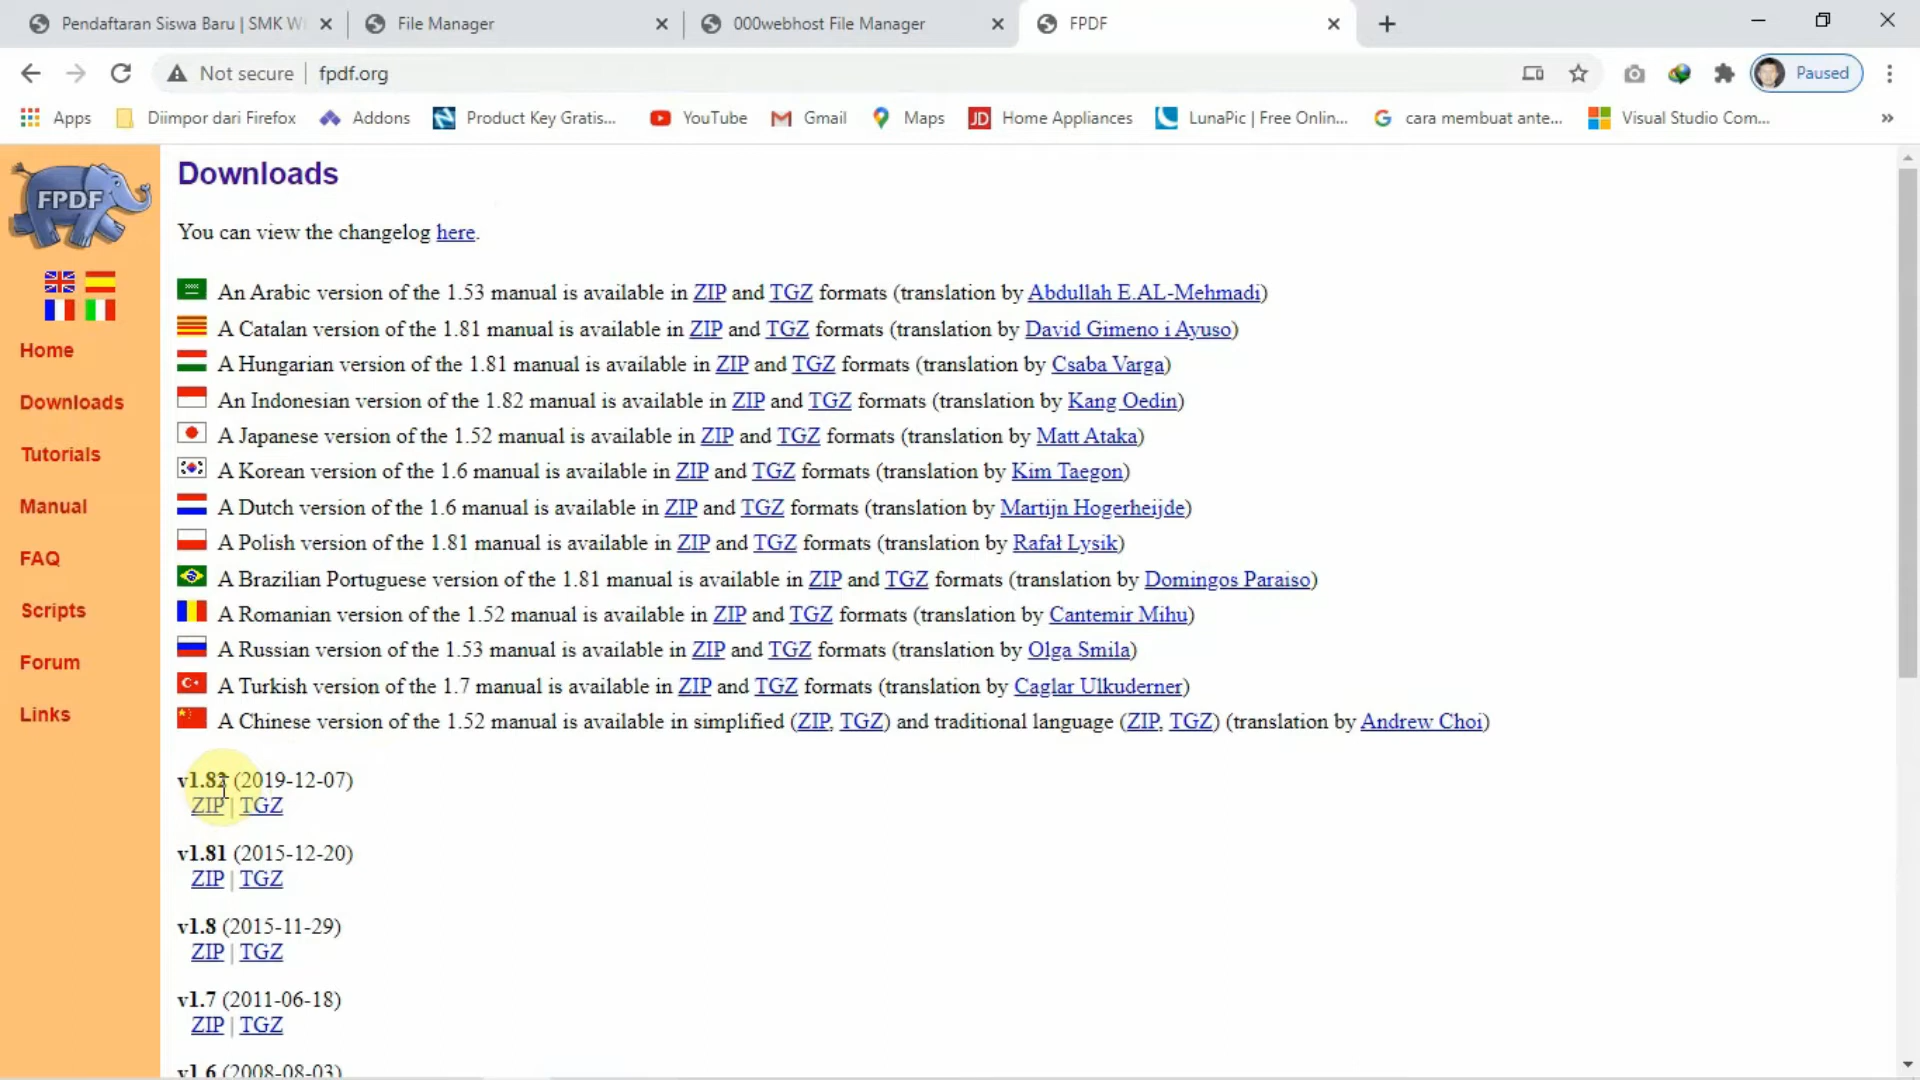 Pendaftaran Siswa Baru | SMK W
File Manager
000webhost File Manager
FPDF
Not secure
fpdf.org
Paused
Apps
Diimpor dari Firefox
Addons
Product Key Gratis...
YouTube
Gmail
Maps
JD Home Appliances
LunaPic | Free Onlin...
cara membuat ante...
Visual Studio Com...
»
FPDF
Home
Downloads
Tutorials
Manual
FAQ
Scripts
Forum
Links
Downloads
You can view the changelog here.
An Arabic version of the 1.53 manual is available in ZIP and TGZ formats (translation by Abdullah E.AL-Mehmadi)
A Catalan version of the 1.81 manual is available in ZIP and TGZ formats (translation by David Gimeno i Ayuso)
A Hungarian version of the 1.81 manual is available in ZIP and TGZ formats (translation by Csaba Varga)
An Indonesian version of the 1.82 manual is available in ZIP and TGZ formats (translation by Kang Oedin)
A Japanese version of the 1.52 manual is available in ZIP and TGZ formats (translation by Matt Ataka)
A Korean version of the 1.6 manual is available in ZIP and TGZ formats (translation by Kim Taegon)
A Dutch version of the 1.6 manual is available in ZIP and TGZ formats (translation by Martijn Hogerheijde)
A Polish version of the 1.81 manual is available in ZIP and TGZ formats (translation by Rafał Lysik)
A Brazilian Portuguese version of the 1.81 manual is available in ZIP and TGZ formats (translation by Domingos Paraiso)
A Romanian version of the 1.52 manual is available in ZIP and TGZ formats (translation by Cantemir Mihu)
A Russian version of the 1.53 manual is available in ZIP and TGZ formats (translation by Olga Smila)
A Turkish version of the 1.7 manual is available in ZIP and TGZ formats (translation by Caglar Ulkuderner)
A Chinese version of the 1.52 manual is available in simplified (ZIP, TGZ) and traditional language (ZIP, TGZ) (translation by Andrew Choi)
v1.82 (2019-12-07)
ZIP | TGZ
v1.81 (2015-12-20)
ZIP | TGZ
v1.8 (2015-11-29)
ZIP | TGZ
v1.7 (2011-06-18)
ZIP | TGZ
v1.6 (2008-08-03)